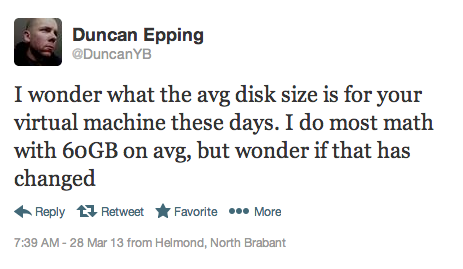 Duncan Epping
@DuncanYB
I wonder what the avg disk size is for your
virtual machine these days. I do most math
with 60GB on avg, but wonder if that has
changed
Reply Retweet Favorite More
7:39 AM - 28 Mar 13 from Helmond, North Brabant